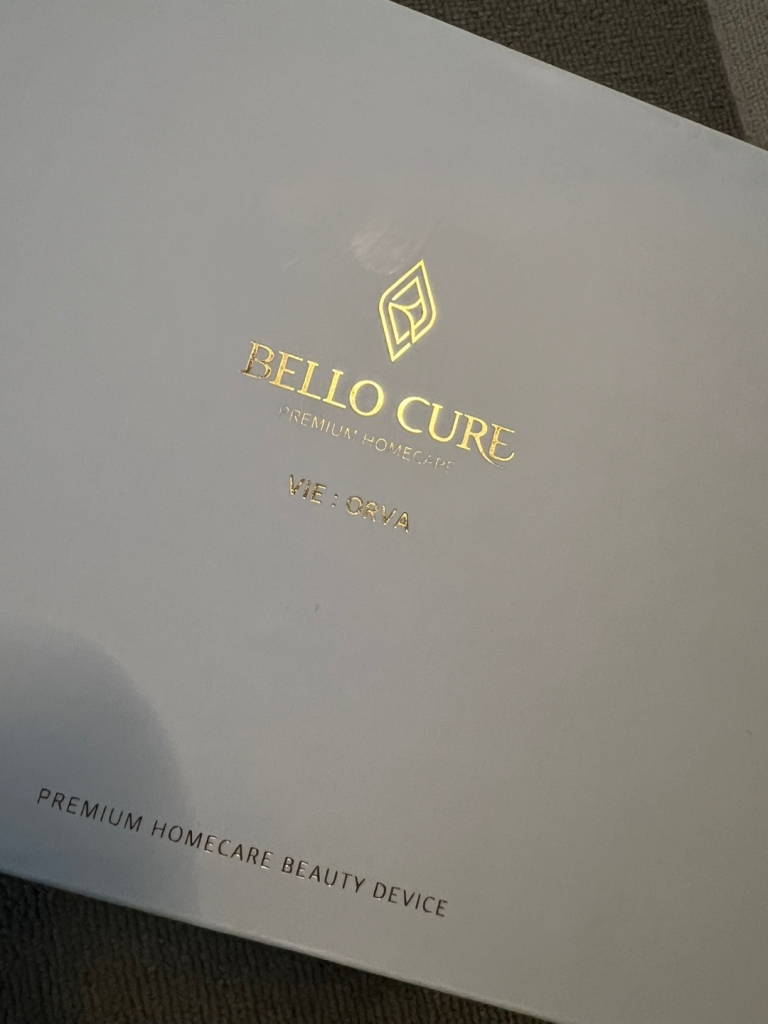 BELLO CURE
PREMIUM HOMECARE
VIE : ORVA
PREMIUM HOMECARE BEAUTY DEVICE